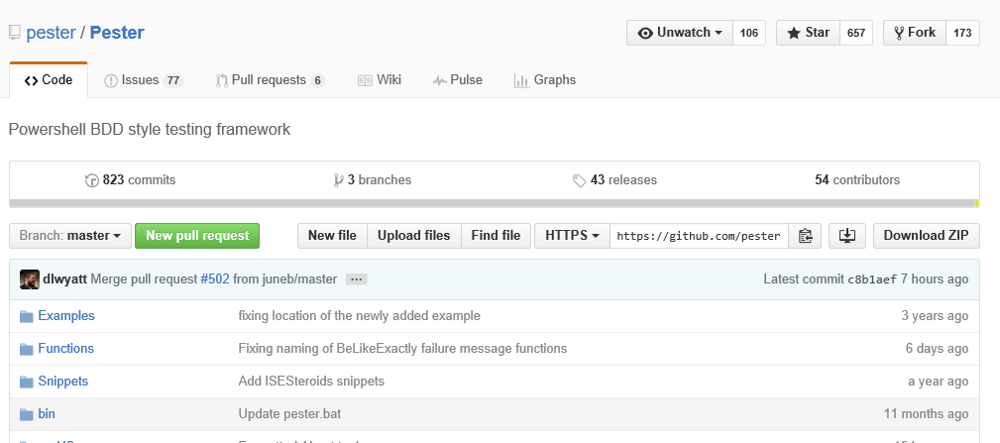 pester / Pester Unwatch 106 Star 657 Fork 173
Code Issues 77 Pull requests 6 Wiki Pulse Graphs
Powershell BDD style testing framework
823 commits 3 branches 43 releases 54 contributors
Branch: master New pull request New file Upload files Find file HTTPS https://github.com/pester Download ZIP
dlwyatt Merge pull request #502 from juneb/master ... Latest commit c8b1aef 7 hours ago
Examples fixing location of the newly added example 3 years ago
Functions Fixing naming of BeLikeExactly failure message functions 6 days ago
Snippets Add ISESteroids snippets a year ago
bin Update pester.bat 11 months ago